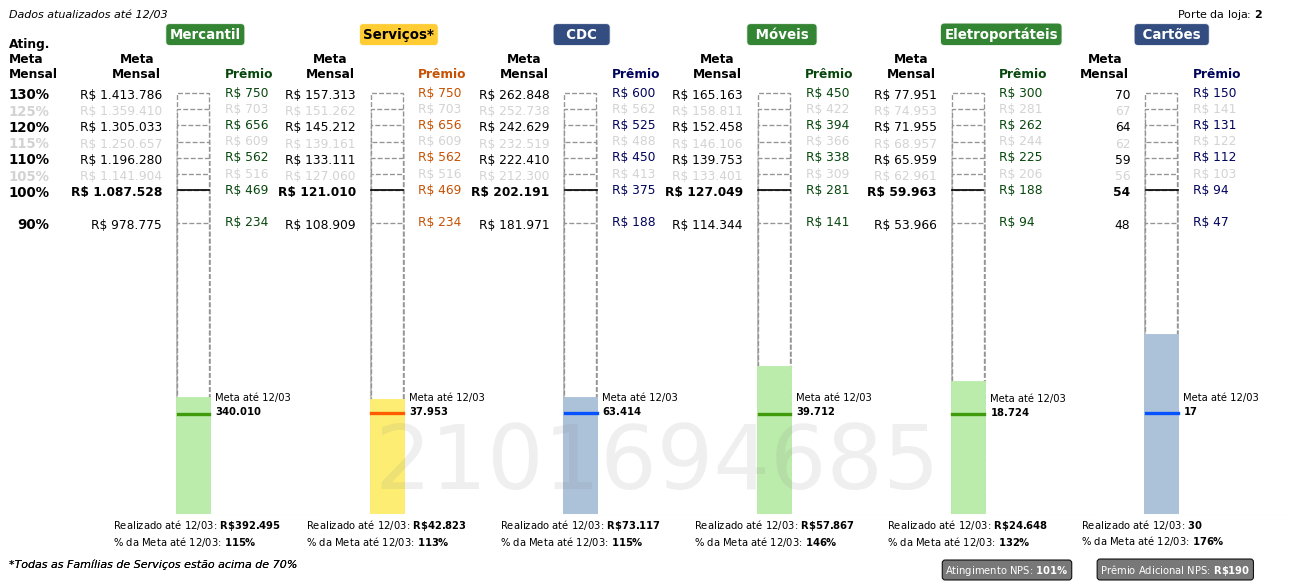 Dados atualizados até 12/03
Porte da loja: 2
Mercantil Serviços* CDC Móveis Eletroportáteis Cartões
Ating. Meta Mensal
Meta Mensal Prêmio Meta Mensal Prêmio Meta Mensal Prêmio Meta Mensal Prêmio Meta Mensal Prêmio Meta Mensal Prêmio
130% R$ 1.413.786 R$ 750 R$ 157.313 R$ 750 R$ 262.848 R$ 600 R$ 165.163 R$ 450 R$ 77.951 R$ 300 70 R$ 150
125% R$ 1.359.410 R$ 703 R$ 151.262 R$ 703 R$ 252.738 R$ 562 R$ 158.811 R$ 422 R$ 74.953 R$ 281 67 R$ 141
120% R$ 1.305.033 R$ 656 R$ 145.212 R$ 656 R$ 242.629 R$ 525 R$ 152.458 R$ 394 R$ 71.955 R$ 262 64 R$ 131
115% R$ 1.250.657 R$ 609 R$ 139.161 R$ 609 R$ 232.519 R$ 488 R$ 146.106 R$ 366 R$ 68.957 R$ 244 62 R$ 122
110% R$ 1.196.280 R$ 562 R$ 133.111 R$ 562 R$ 222.410 R$ 450 R$ 139.753 R$ 338 R$ 65.959 R$ 225 59 R$ 112
105% R$ 1.141.904 R$ 516 R$ 127.060 R$ 516 R$ 212.300 R$ 413 R$ 133.401 R$ 309 R$ 62.961 R$ 206 56 R$ 103
100% R$ 1.087.528 R$ 469 R$ 121.010 R$ 469 R$ 202.191 R$ 375 R$ 127.049 R$ 281 R$ 59.963 R$ 188 54 R$ 94
90% R$ 978.775 R$ 234 R$ 108.909 R$ 234 R$ 181.971 R$ 188 R$ 114.344 R$ 141 R$ 53.966 R$ 94 48 R$ 47
Meta até 12/03 Meta até 12/03 Meta até 12/03 Meta até 12/03 Meta até 12/03 Meta até 12/03
340.010 37.953 63.414 39.712 18.724 17
2101694685
Realizado até 12/03: R$392.495 Realizado até 12/03: R$42.823 Realizado até 12/03: R$73.117 Realizado até 12/03: R$57.867 Realizado até 12/03: R$24.648 Realizado até 12/03: 30
% da Meta até 12/03: 115% % da Meta até 12/03: 113% % da Meta até 12/03: 115% % da Meta até 12/03: 146% % da Meta até 12/03: 132% % da Meta até 12/03: 176%
*Todas as Famílias de Serviços estão acima de 70%
Atingimento NPS: 101% Prêmio Adicional NPS: R$190